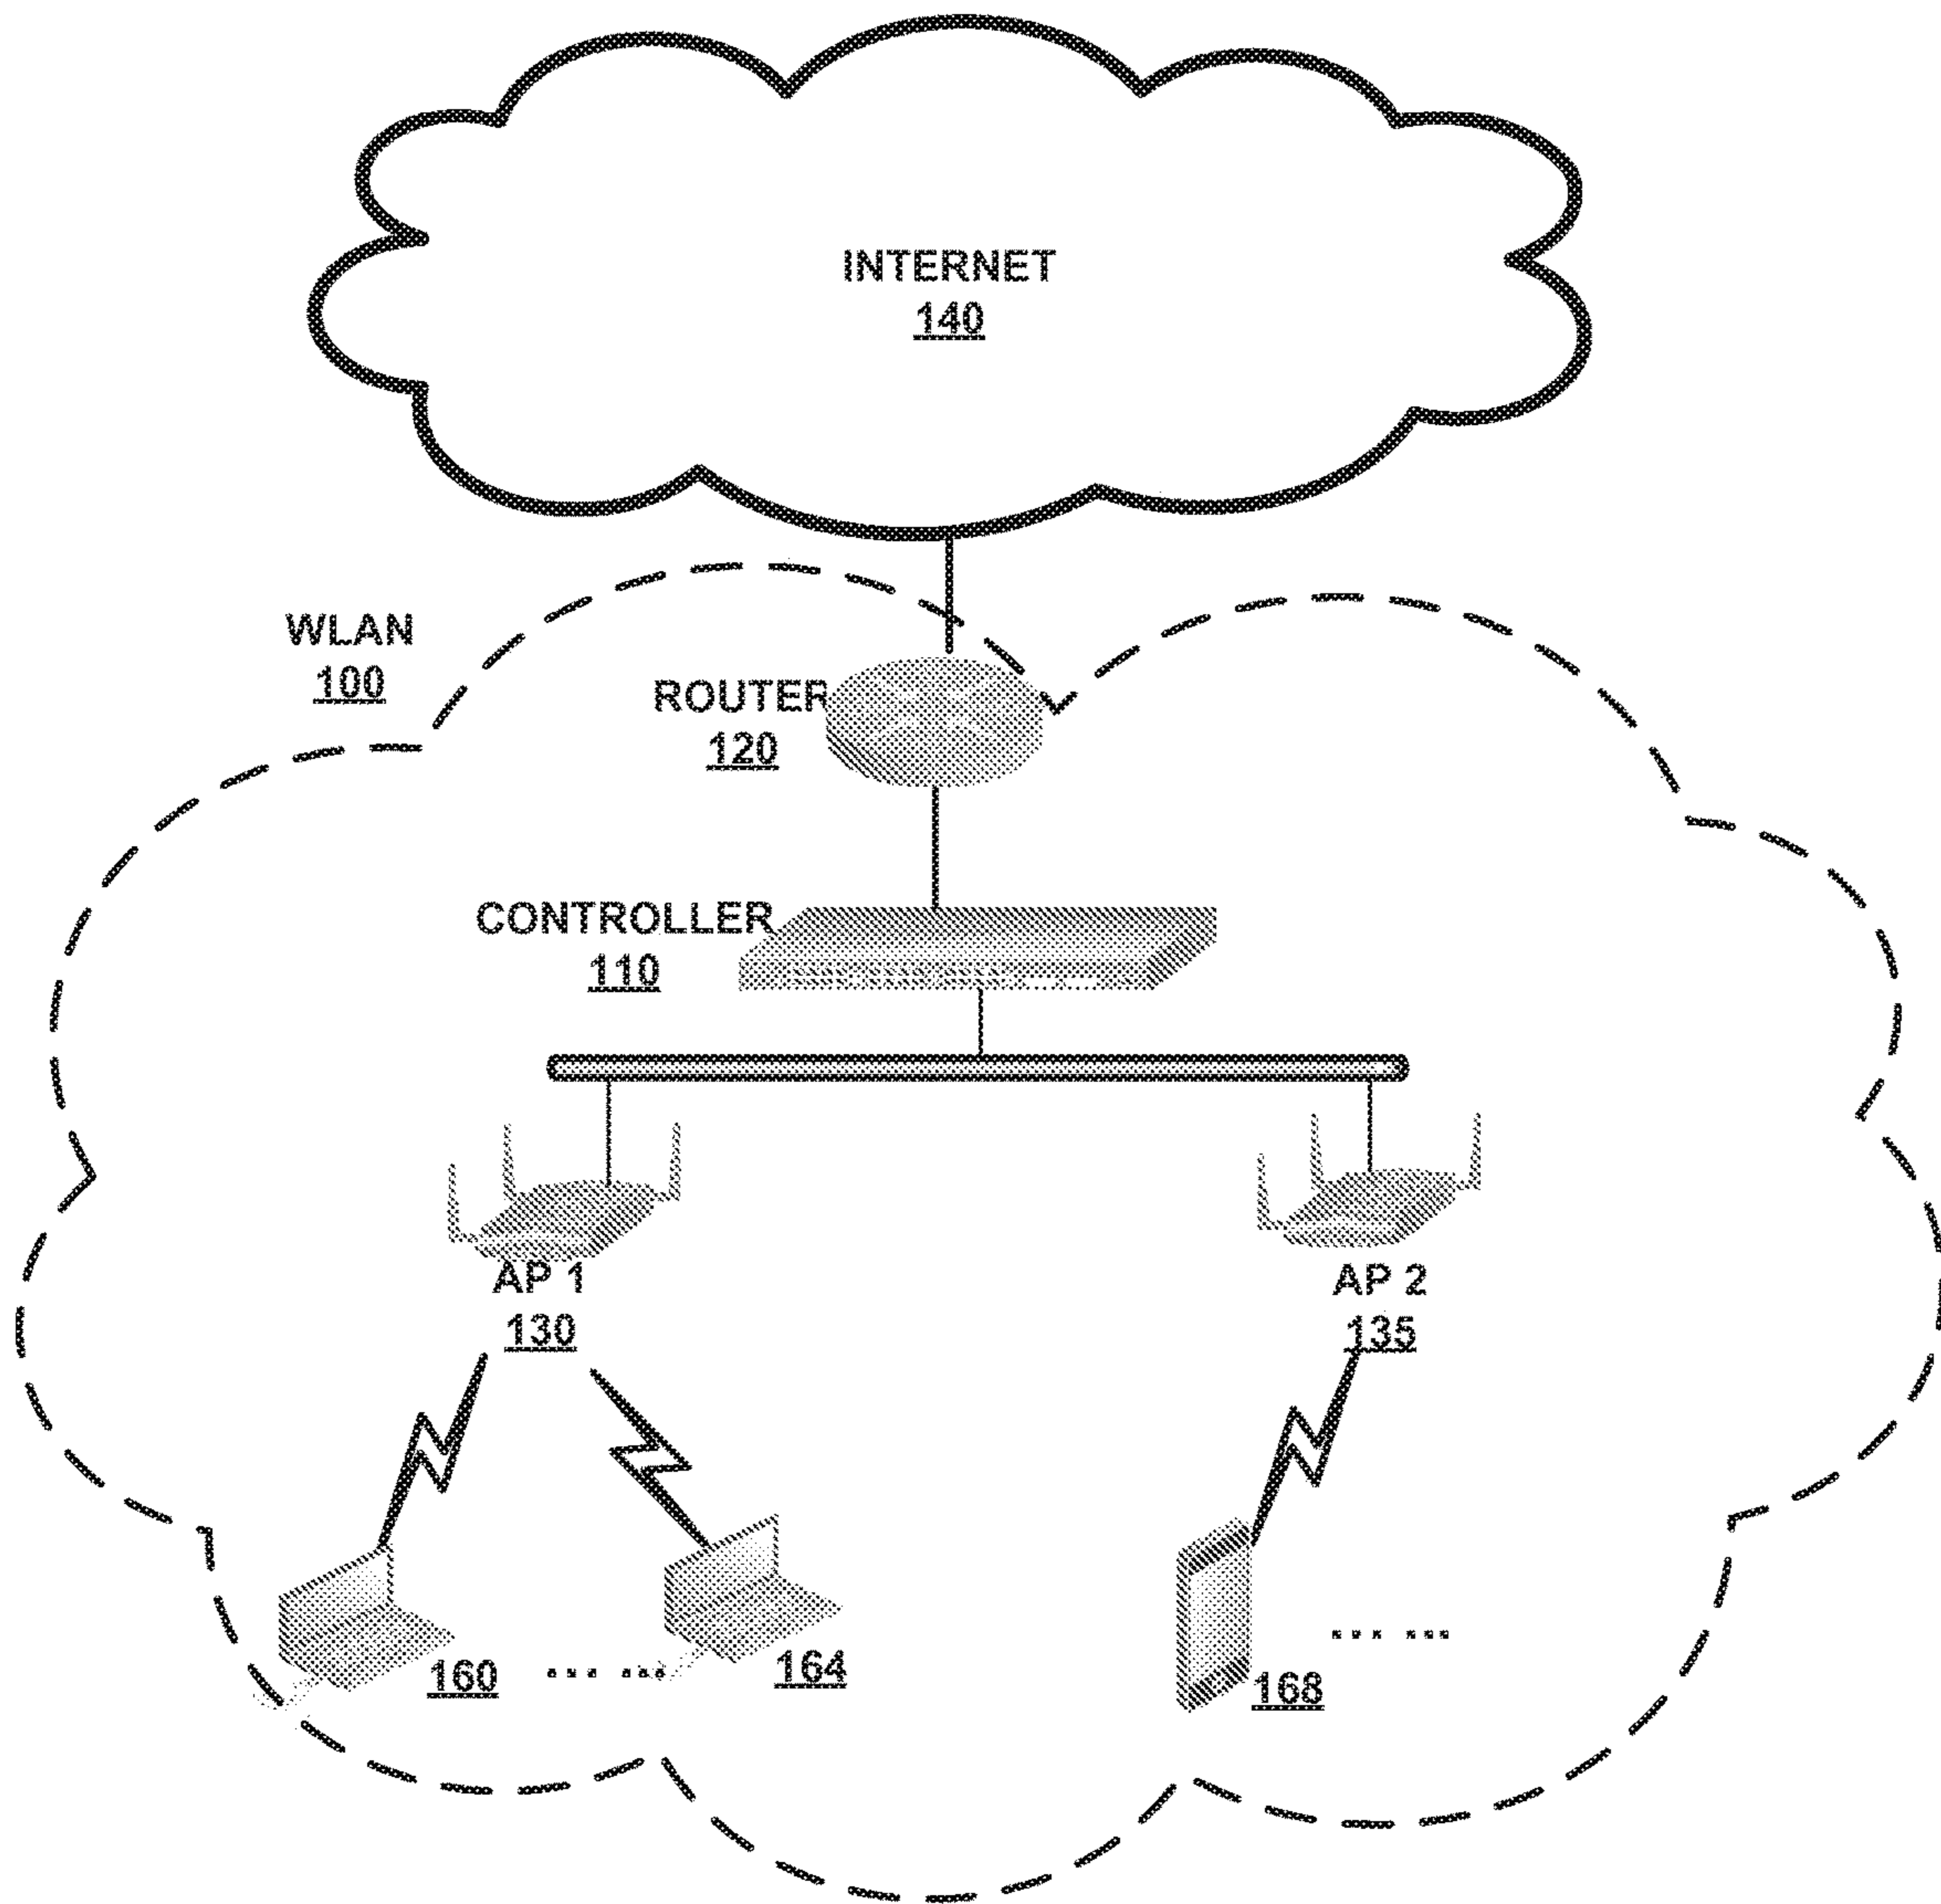 INTERNET
140
WLAN
100
ROUTER
120
CONTROLLER
110
AP 1
130
AP 2
135
160
...... 
164
168
......